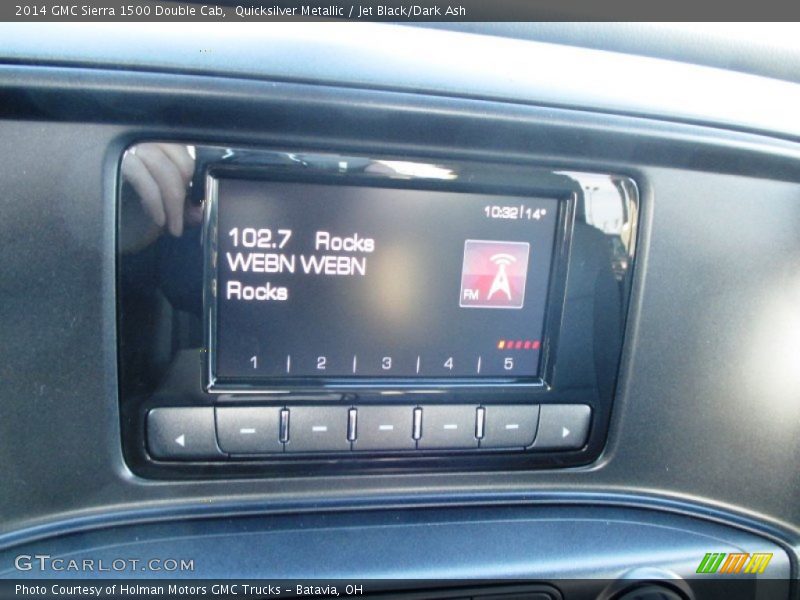 2014 GMC Sierra 1500 Double Cab,  Quicksilver Metallic / Jet Black/Dark Ash
10:32 14°
102.7 Rocks
WEBN WEBN
Rocks
FM
1 | 2 | 3 | 4 | 5
GTCARLOT.COM
Photo Courtesy of Holman Motors GMC Trucks - Batavia, OH